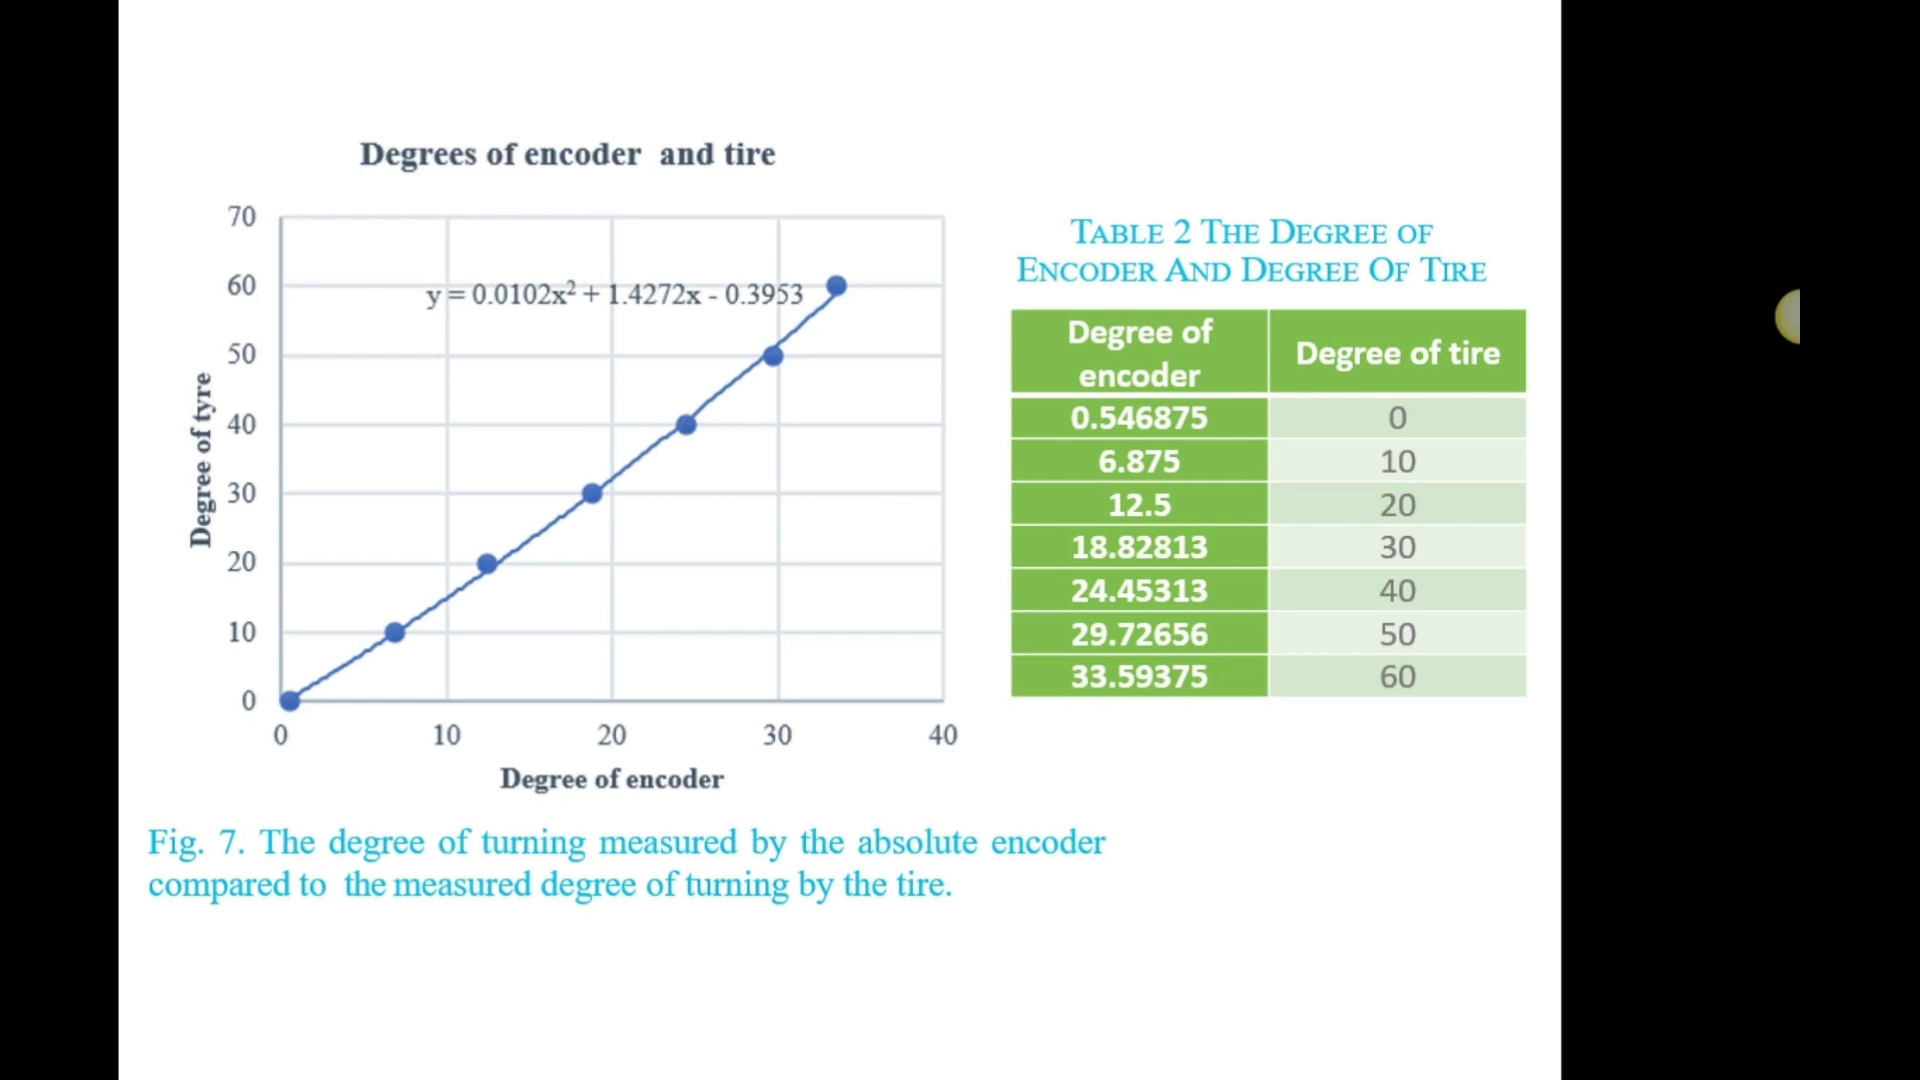 Degrees of encoder and tire
70
60
50
40
30
20
10
0
y = 0.0102x² + 1.4272x - 0.3953
Degree of tyre
0 10 20 30 40
Degree of encoder
Fig. 7. The degree of turning measured by the absolute encoder
compared to the measured degree of turning by the tire.
TABLE 2 THE DEGREE OF
ENCODER AND DEGREE OF TIRE
Degree of
encoder
Degree of tire
0.546875 0
6.875 10
12.5 20
18.82813 30
24.45313 40
29.72656 50
33.59375 60